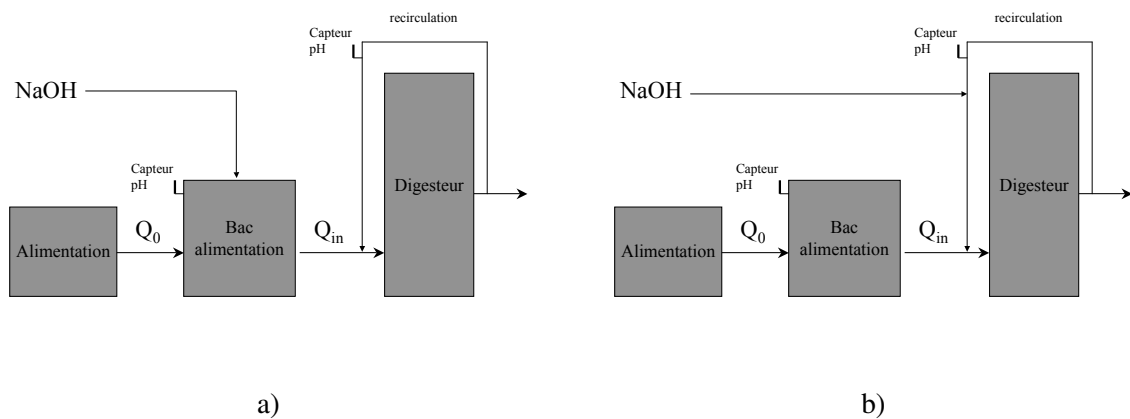 recirculation
Capteur
pH
NaOH
Capteur
pH
Digesteur
Alimentation
Q0
Bac
alimentation
Qin
a)
recirculation
Capteur
pH
NaOH
Capteur
pH
Digesteur
Alimentation
Q0
Bac
alimentation
Qin
b)